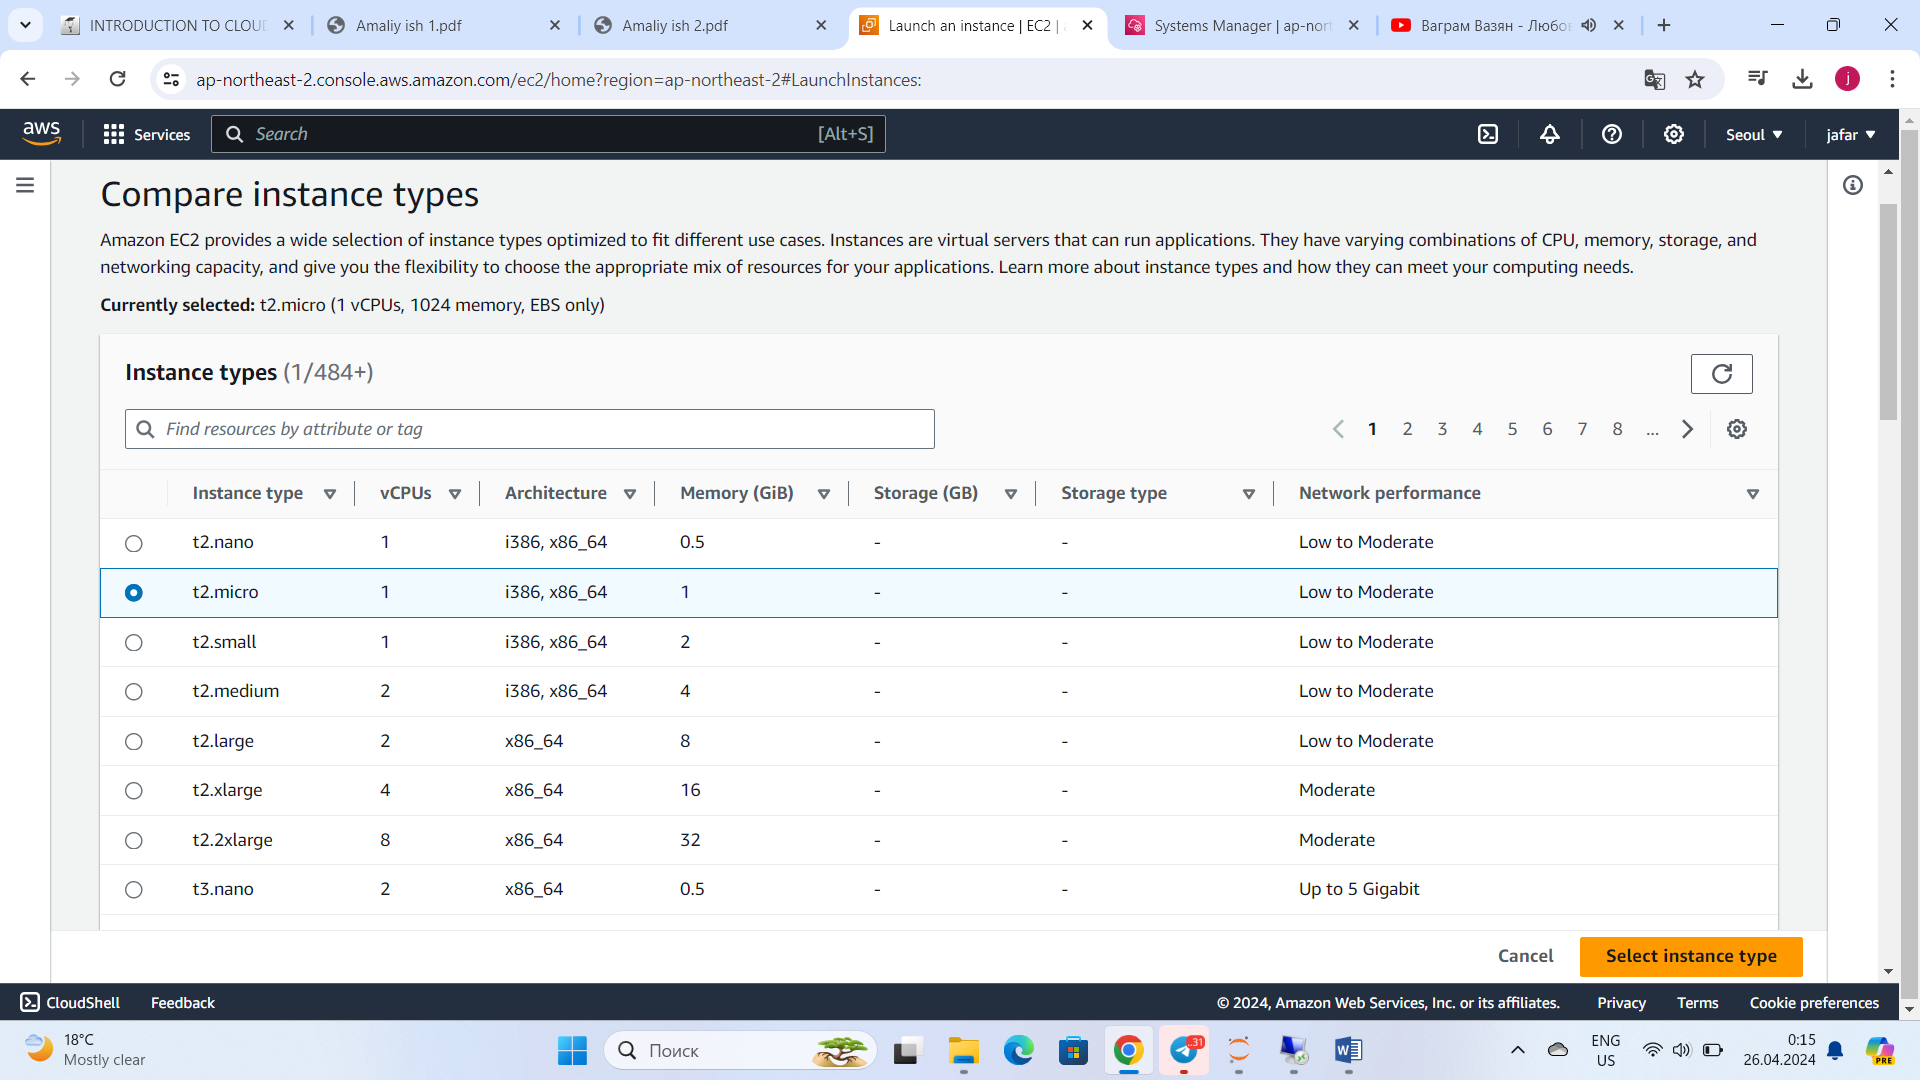 INTRODUCTION TO CLOUD
Amaliy ish 1.pdf
Amaliy ish 2.pdf
Launch an instance | EC2 |
Systems Manager | ap-nort
Ваграм Вазян - Любо
ap-northeast-2.console.aws.amazon.com/ec2/home?region=ap-northeast-2#LaunchInstances:
j
aws
Services
Search
[Alt+S]
Seoul
jafar
Compare instance types
Amazon EC2 provides a wide selection of instance types optimized to fit different use cases. Instances are virtual servers that can run applications. They have varying combinations of CPU, memory, storage, and
networking capacity, and give you the flexibility to choose the appropriate mix of resources for your applications. Learn more about instance types and how they can meet your computing needs.
Currently selected: t2.micro (1 vCPUs, 1024 memory, EBS only)
Instance types (1/484+)
Find resources by attribute or tag
1 2 3 4 5 6 7 8 ...
Instance type vCPUs Architecture Memory (GiB) Storage (GB) Storage type Network performance
t2.nano 1 i386, x86_64 0.5 - - Low to Moderate
t2.micro 1 i386, x86_64 1 - - Low to Moderate
t2.small 1 i386, x86_64 2 - - Low to Moderate
t2.medium 2 i386, x86_64 4 - - Low to Moderate
t2.large 2 x86_64 8 - - Low to Moderate
t2.xlarge 4 x86_64 16 - - Moderate
t2.2xlarge 8 x86_64 32 - - Moderate
t3.nano 2 x86_64 0.5 - - Up to 5 Gigabit
Cancel
Select instance type
CloudShell
Feedback
© 2024, Amazon Web Services, Inc. or its affiliates.
Privacy
Terms
Cookie preferences
18°C
Mostly clear
Поиск
31
ENG
US
0:15
26.04.2024
PRE